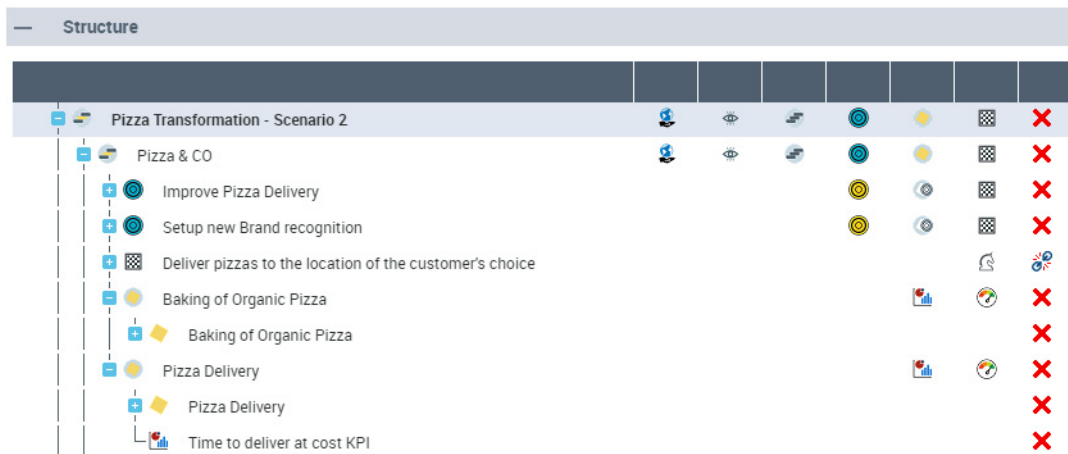 Structure
Pizza Transformation - Scenario 2
Pizza & CO
Improve Pizza Delivery
Setup new Brand recognition
Deliver pizzas to the location of the customer's choice
Baking of Organic Pizza
Baking of Organic Pizza
Pizza Delivery
Pizza Delivery
Time to deliver at cost KPI